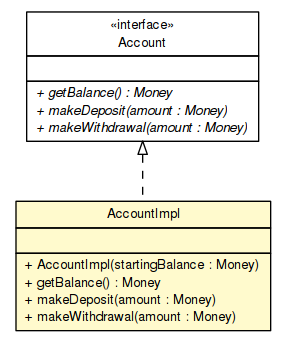 «interface»
Account
+ getBalance() : Money
+ makeDeposit(amount : Money)
+ makeWithdrawal(amount : Money)
AccountImpl
+ AccountImpl(startingBalance : Money)
+ getBalance() : Money
+ makeDeposit(amount : Money)
+ makeWithdrawal(amount : Money)